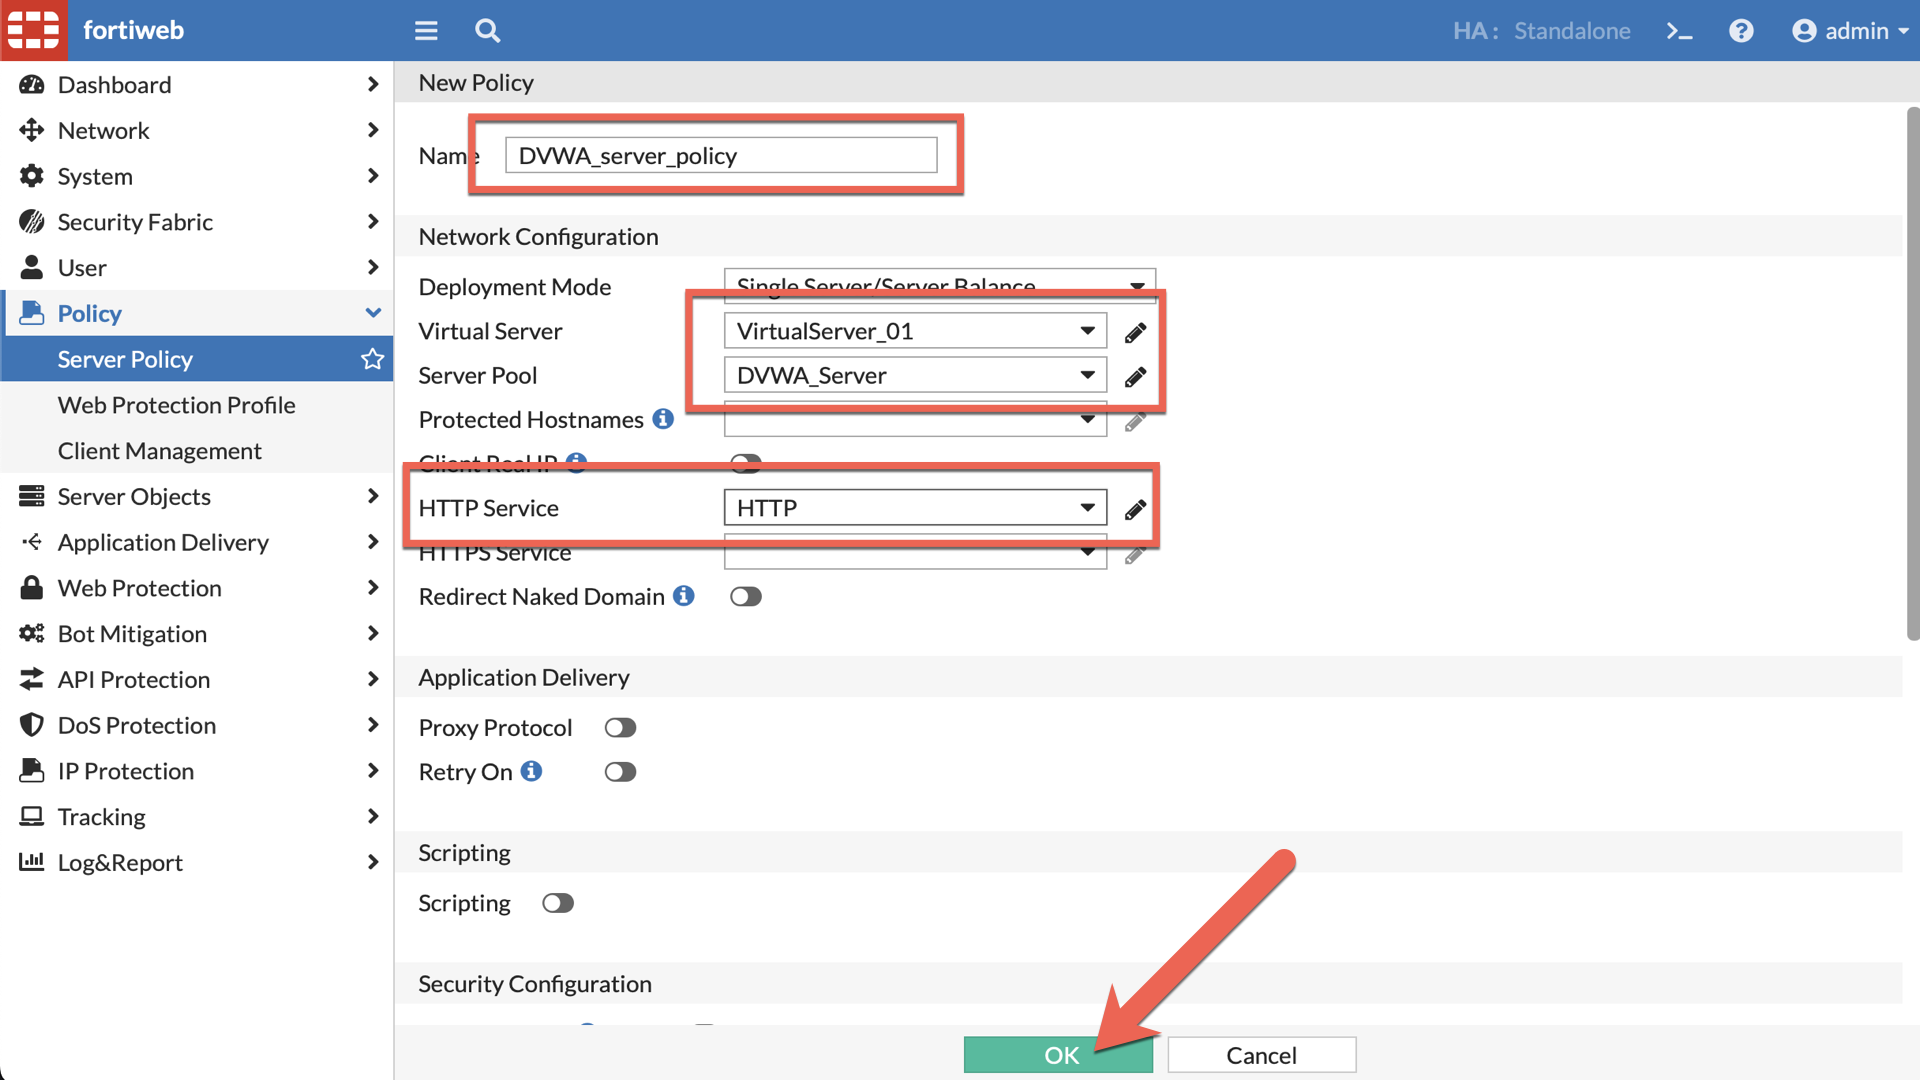 fortiweb
HA: Standalone
admin
Dashboard
Network
System
Security Fabric
User
Policy
Server Policy
Web Protection Profile
Client Management
Server Objects
Application Delivery
Web Protection
Bot Mitigation
API Protection
DoS Protection
IP Protection
Tracking
Log&Report
New Policy
Name DVWA_server_policy
Network Configuration
Deployment Mode Single Server/Server Balance
Virtual Server VirtualServer_01
Server Pool DVWA_Server
Protected Hostnames
Client Real IP
HTTP Service HTTP
HTTPS Service
Redirect Naked Domain
Application Delivery
Proxy Protocol
Retry On
Scripting
Scripting
Security Configuration
OK Cancel